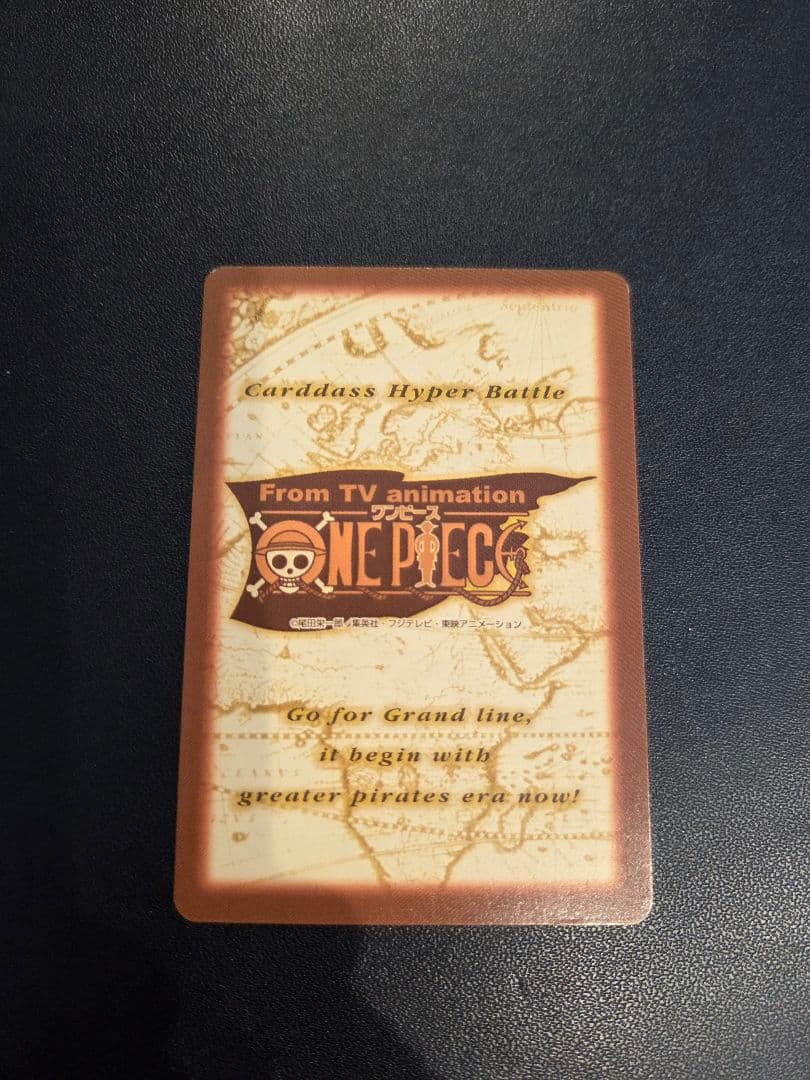 Septentrio
Carddass Hyper Battle
From TV animation
ワンピース
ONE PIECE
©尾田栄一郎／集英社・フジテレビ・東映アニメーション
Go for Grand line,
it begin with
greater pirates era now!